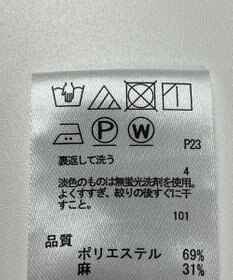 P W
P23
裏返して洗う
4
淡色のものは無蛍光洗剤を使用。
よくすすぎ、絞りの後すぐに干
すこと。
101
品質
ポリエステル 69%
麻 31%